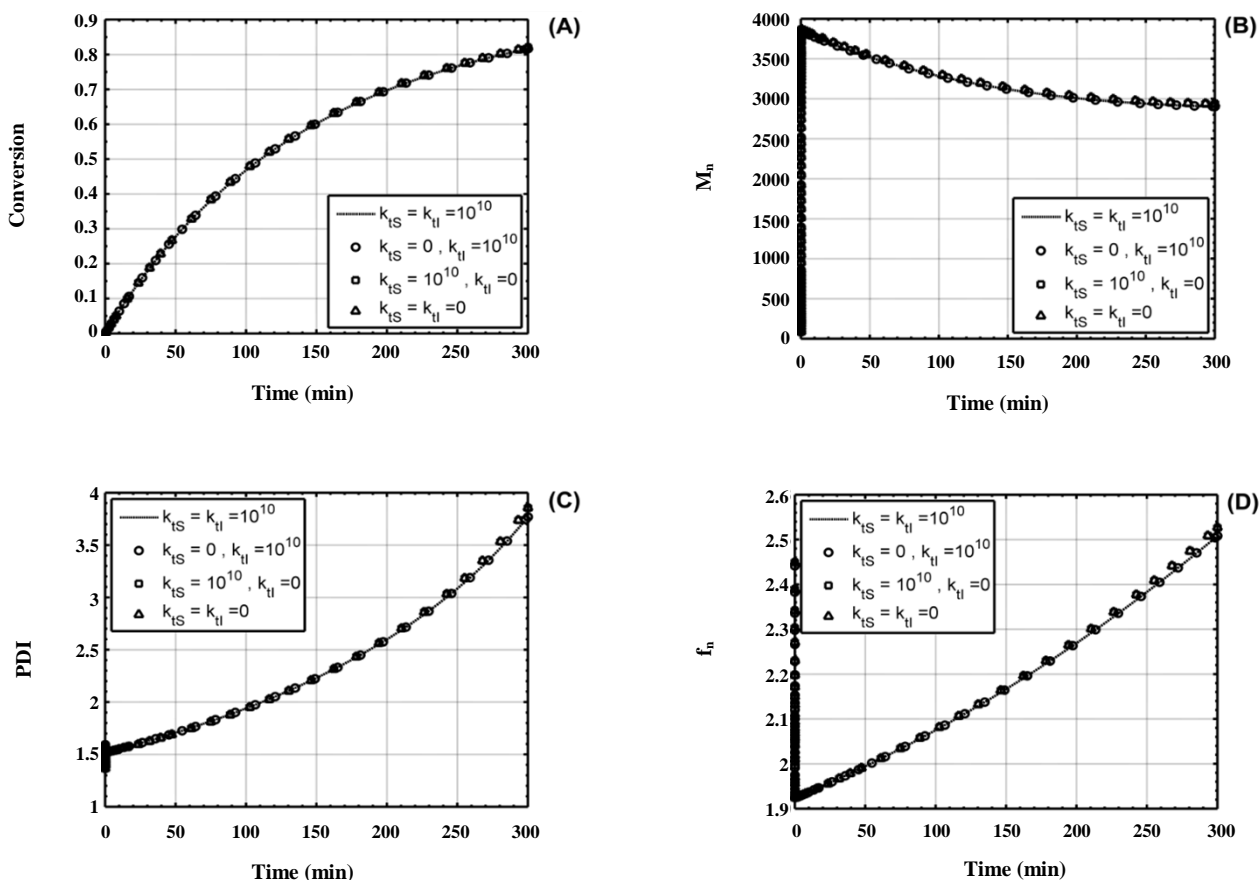 (A)
0.9
0.8
0.7
0.6
0.5
0.4
0.3
0.2
0.1
0
Conversion
k_tS = k_tI = 10^10
k_tS = 0 , k_tI = 10^10
k_tS = 10^10 , k_tI = 0
k_tS = k_tI = 0
0 50 100 150 200 250 300
Time (min)
(B)
4000
3500
3000
2500
2000
1500
1000
500
0
M_n
k_tS = k_tI = 10^10
k_tS = 0 , k_tI = 10^10
k_tS = 10^10 , k_tI = 0
k_tS = k_tI = 0
0 50 100 150 200 250 300
Time (min)
(C)
4
3.5
3
2.5
2
1.5
1
PDI
k_tS = k_tI = 10^10
k_tS = 0 , k_tI = 10^10
k_tS = 10^10 , k_tI = 0
k_tS = k_tI = 0
0 50 100 150 200 250 300
Time (min)
(D)
2.6
2.5
2.4
2.3
2.2
2.1
2
1.9
f_n
k_tS = k_tI = 10^10
k_tS = 0 , k_tI = 10^10
k_tS = 10^10 , k_tI = 0
k_tS = k_tI = 0
0 50 100 150 200 250 300
Time (min)